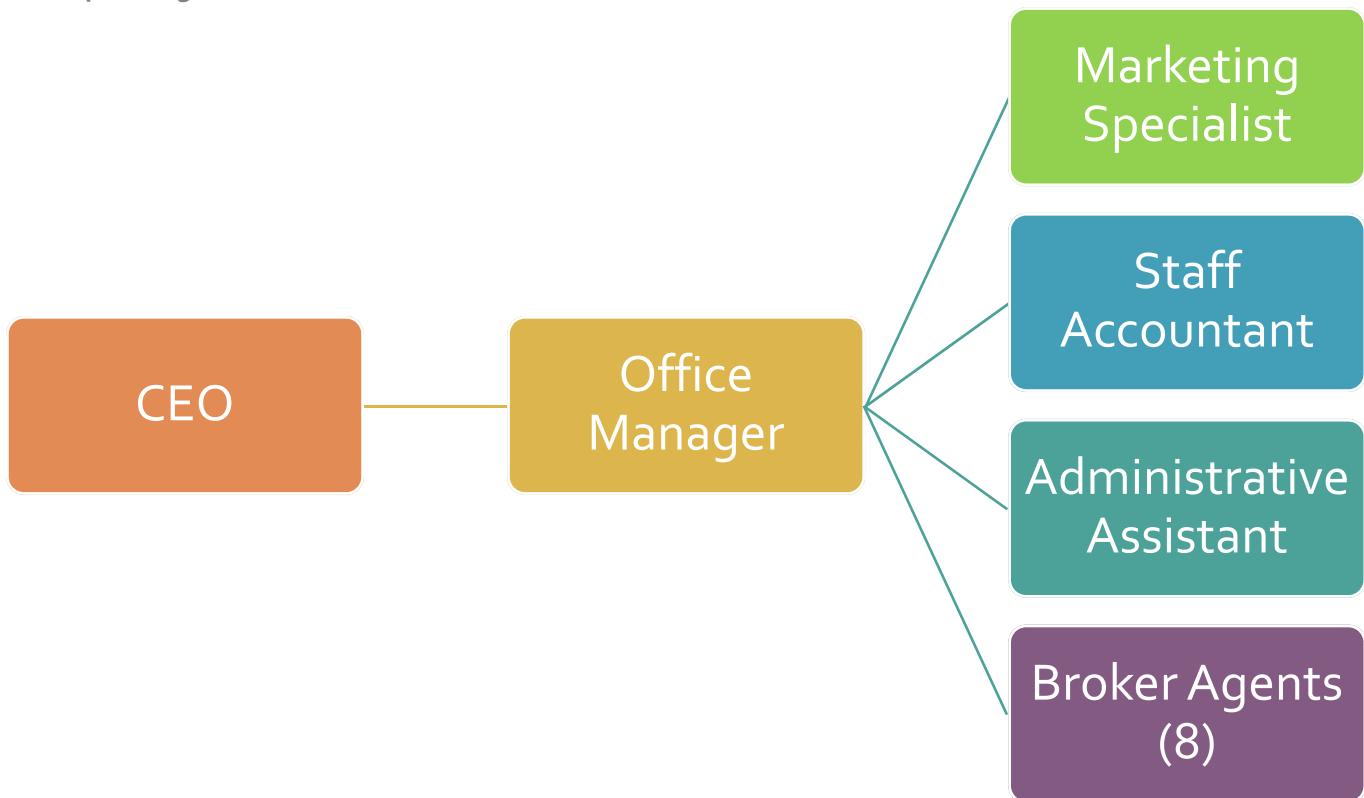 CEO
Office
Manager
Marketing
Specialist
Staff
Accountant
Administrative
Assistant
Broker Agents
(8)